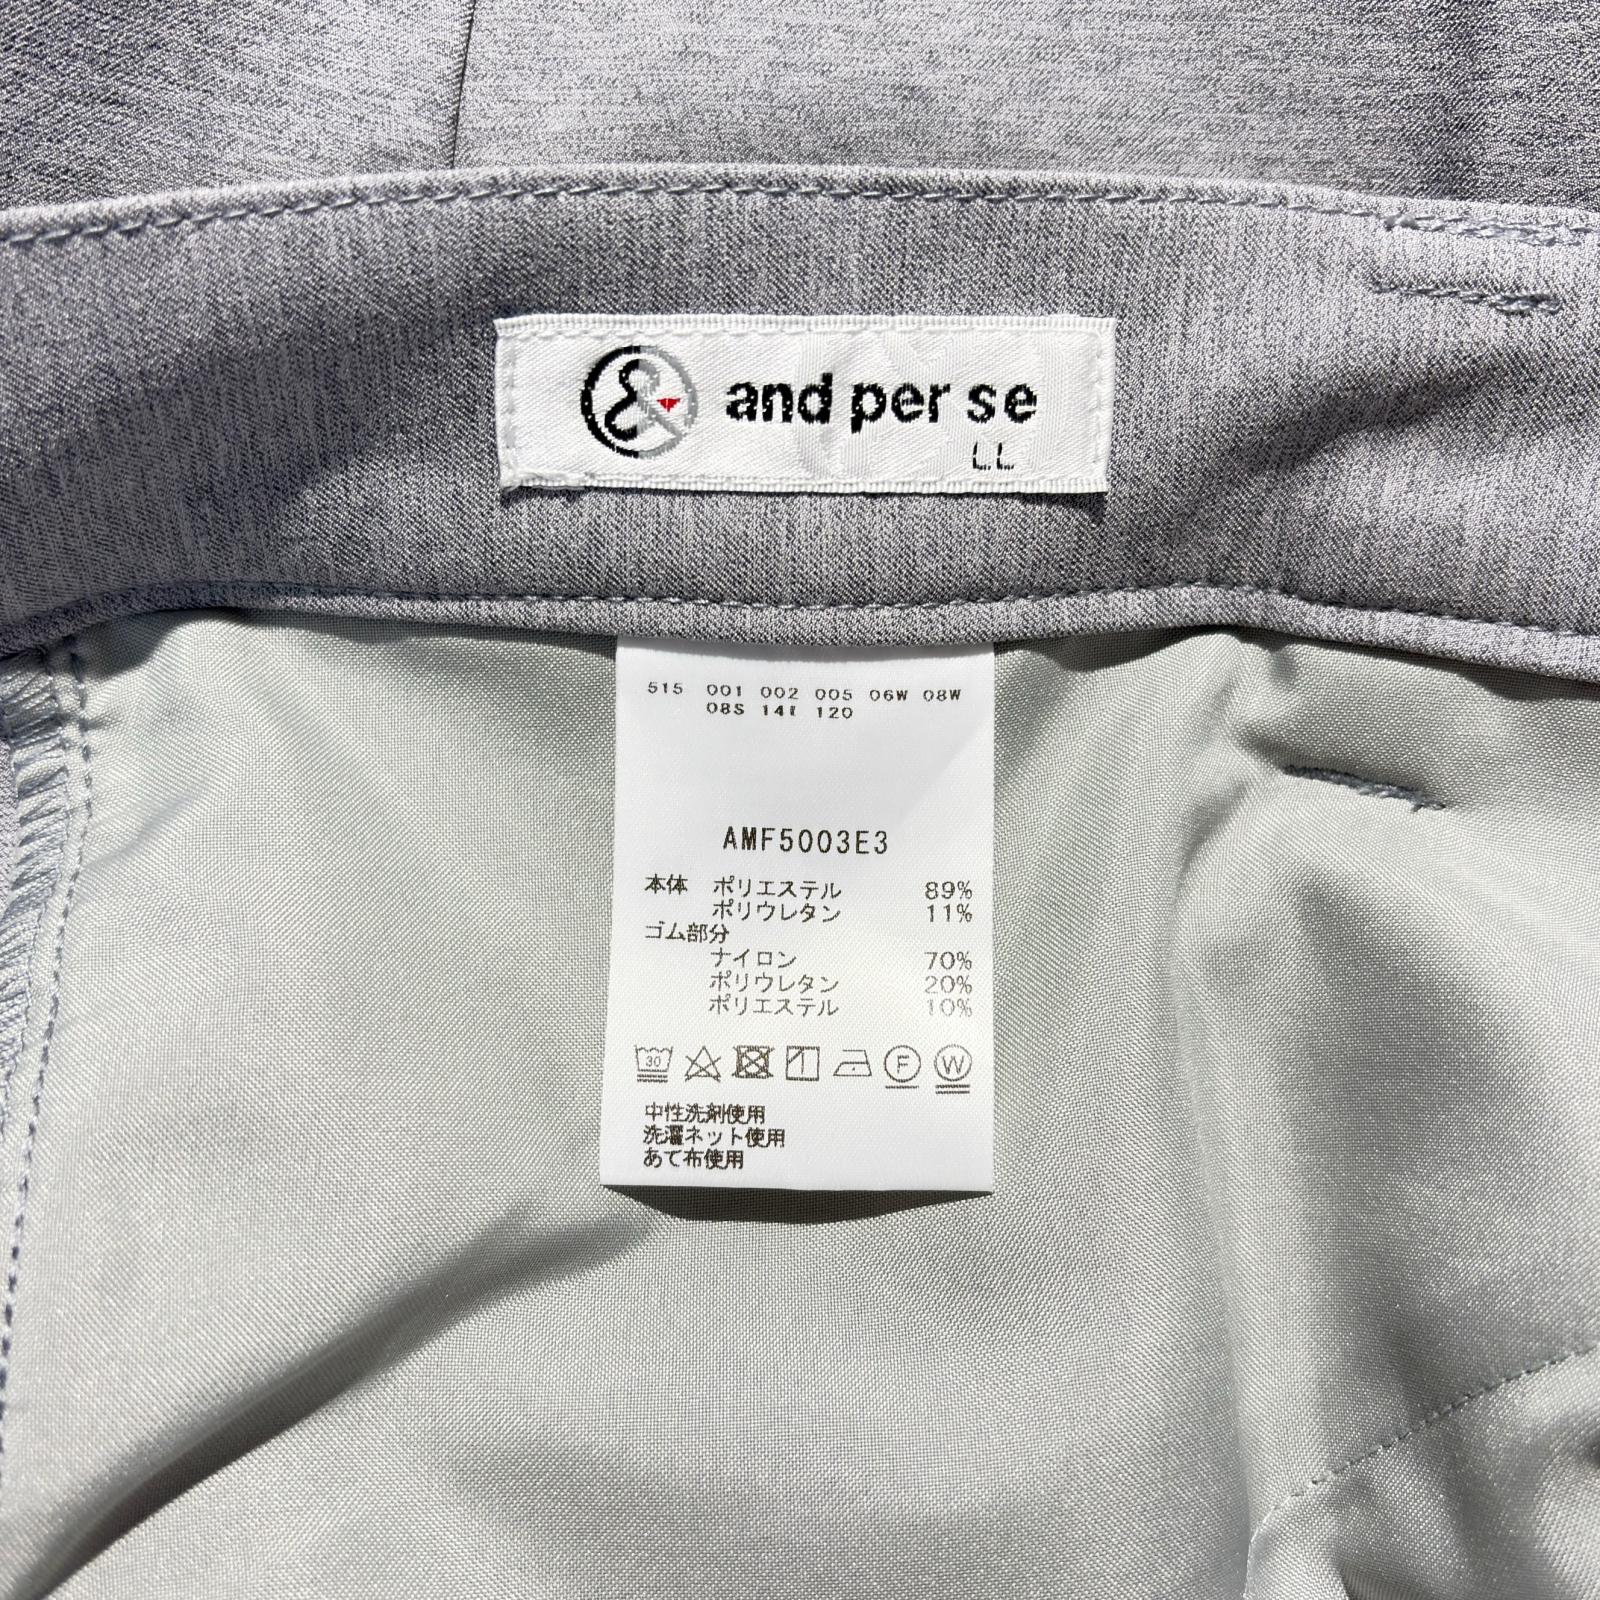 and per se
LL
515 001 002 005 06W 08W
08S 14t 120
AMF5003E3
本体 ポリエステル 89%
ポリウレタン 11%
ゴム部分
ナイロン 70%
ポリウレタン 20%
ポリエステル 10%
30 F W
中性洗剤使用
洗濯ネット使用
あて布使用